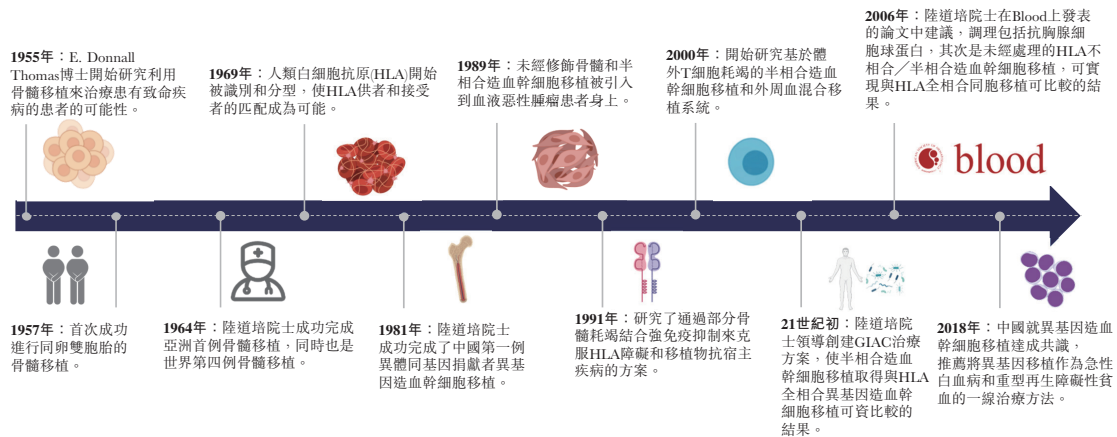 1955年：E. Donnall
Thomas博士開始研究利用
骨髓移植來治療患有致命疾
病的患者的可能性。
1969年：人類白細胞抗原(HLA)開始
被識別和分型，使HLA供者和接受
者的匹配成為可能。
1989年：未經修飾骨髓和半
相合造血幹細胞移植被引入
到血液惡性腫瘤患者身上。
2000年：開始研究基於體
外T細胞耗竭的半相合造血
幹細胞移植和外周血混合移
植系統。
2006年：陸道培院士在Blood上發表
的論文中建議，調理包括抗胸腺細
胞球蛋白，其次是未經處理的HLA不
相合／半相合造血幹細胞移植，可實
現與HLA全相合同胞移植可比較的結
果。
blood
1957年：首次成功
進行同卵雙胞胎的
骨髓移植。
1964年：陸道培院士成功完成
亞洲首例骨髓移植，同時也是
世界第四例骨髓移植。
1981年：陸道培院士
成功完成了中國第一例
異體同基因捐獻者異基
因造血幹細胞移植。
1991年：研究了通過部分骨
髓耗竭結合強免疫抑制來克
服HLA障礙和移植物抗宿主
疾病的方案。
21世紀初：陸道培院
士領導創建GIAC治療
方案，使半相合造血
幹細胞移植取得與HLA
全相合異基因造血幹
細胞移植可資比較的
結果。
2018年：中國就異基因造血
幹細胞移植達成共識，
推薦將異基因移植作為急性
白血病和重型再生障礙性貧
血的一線治療方法。